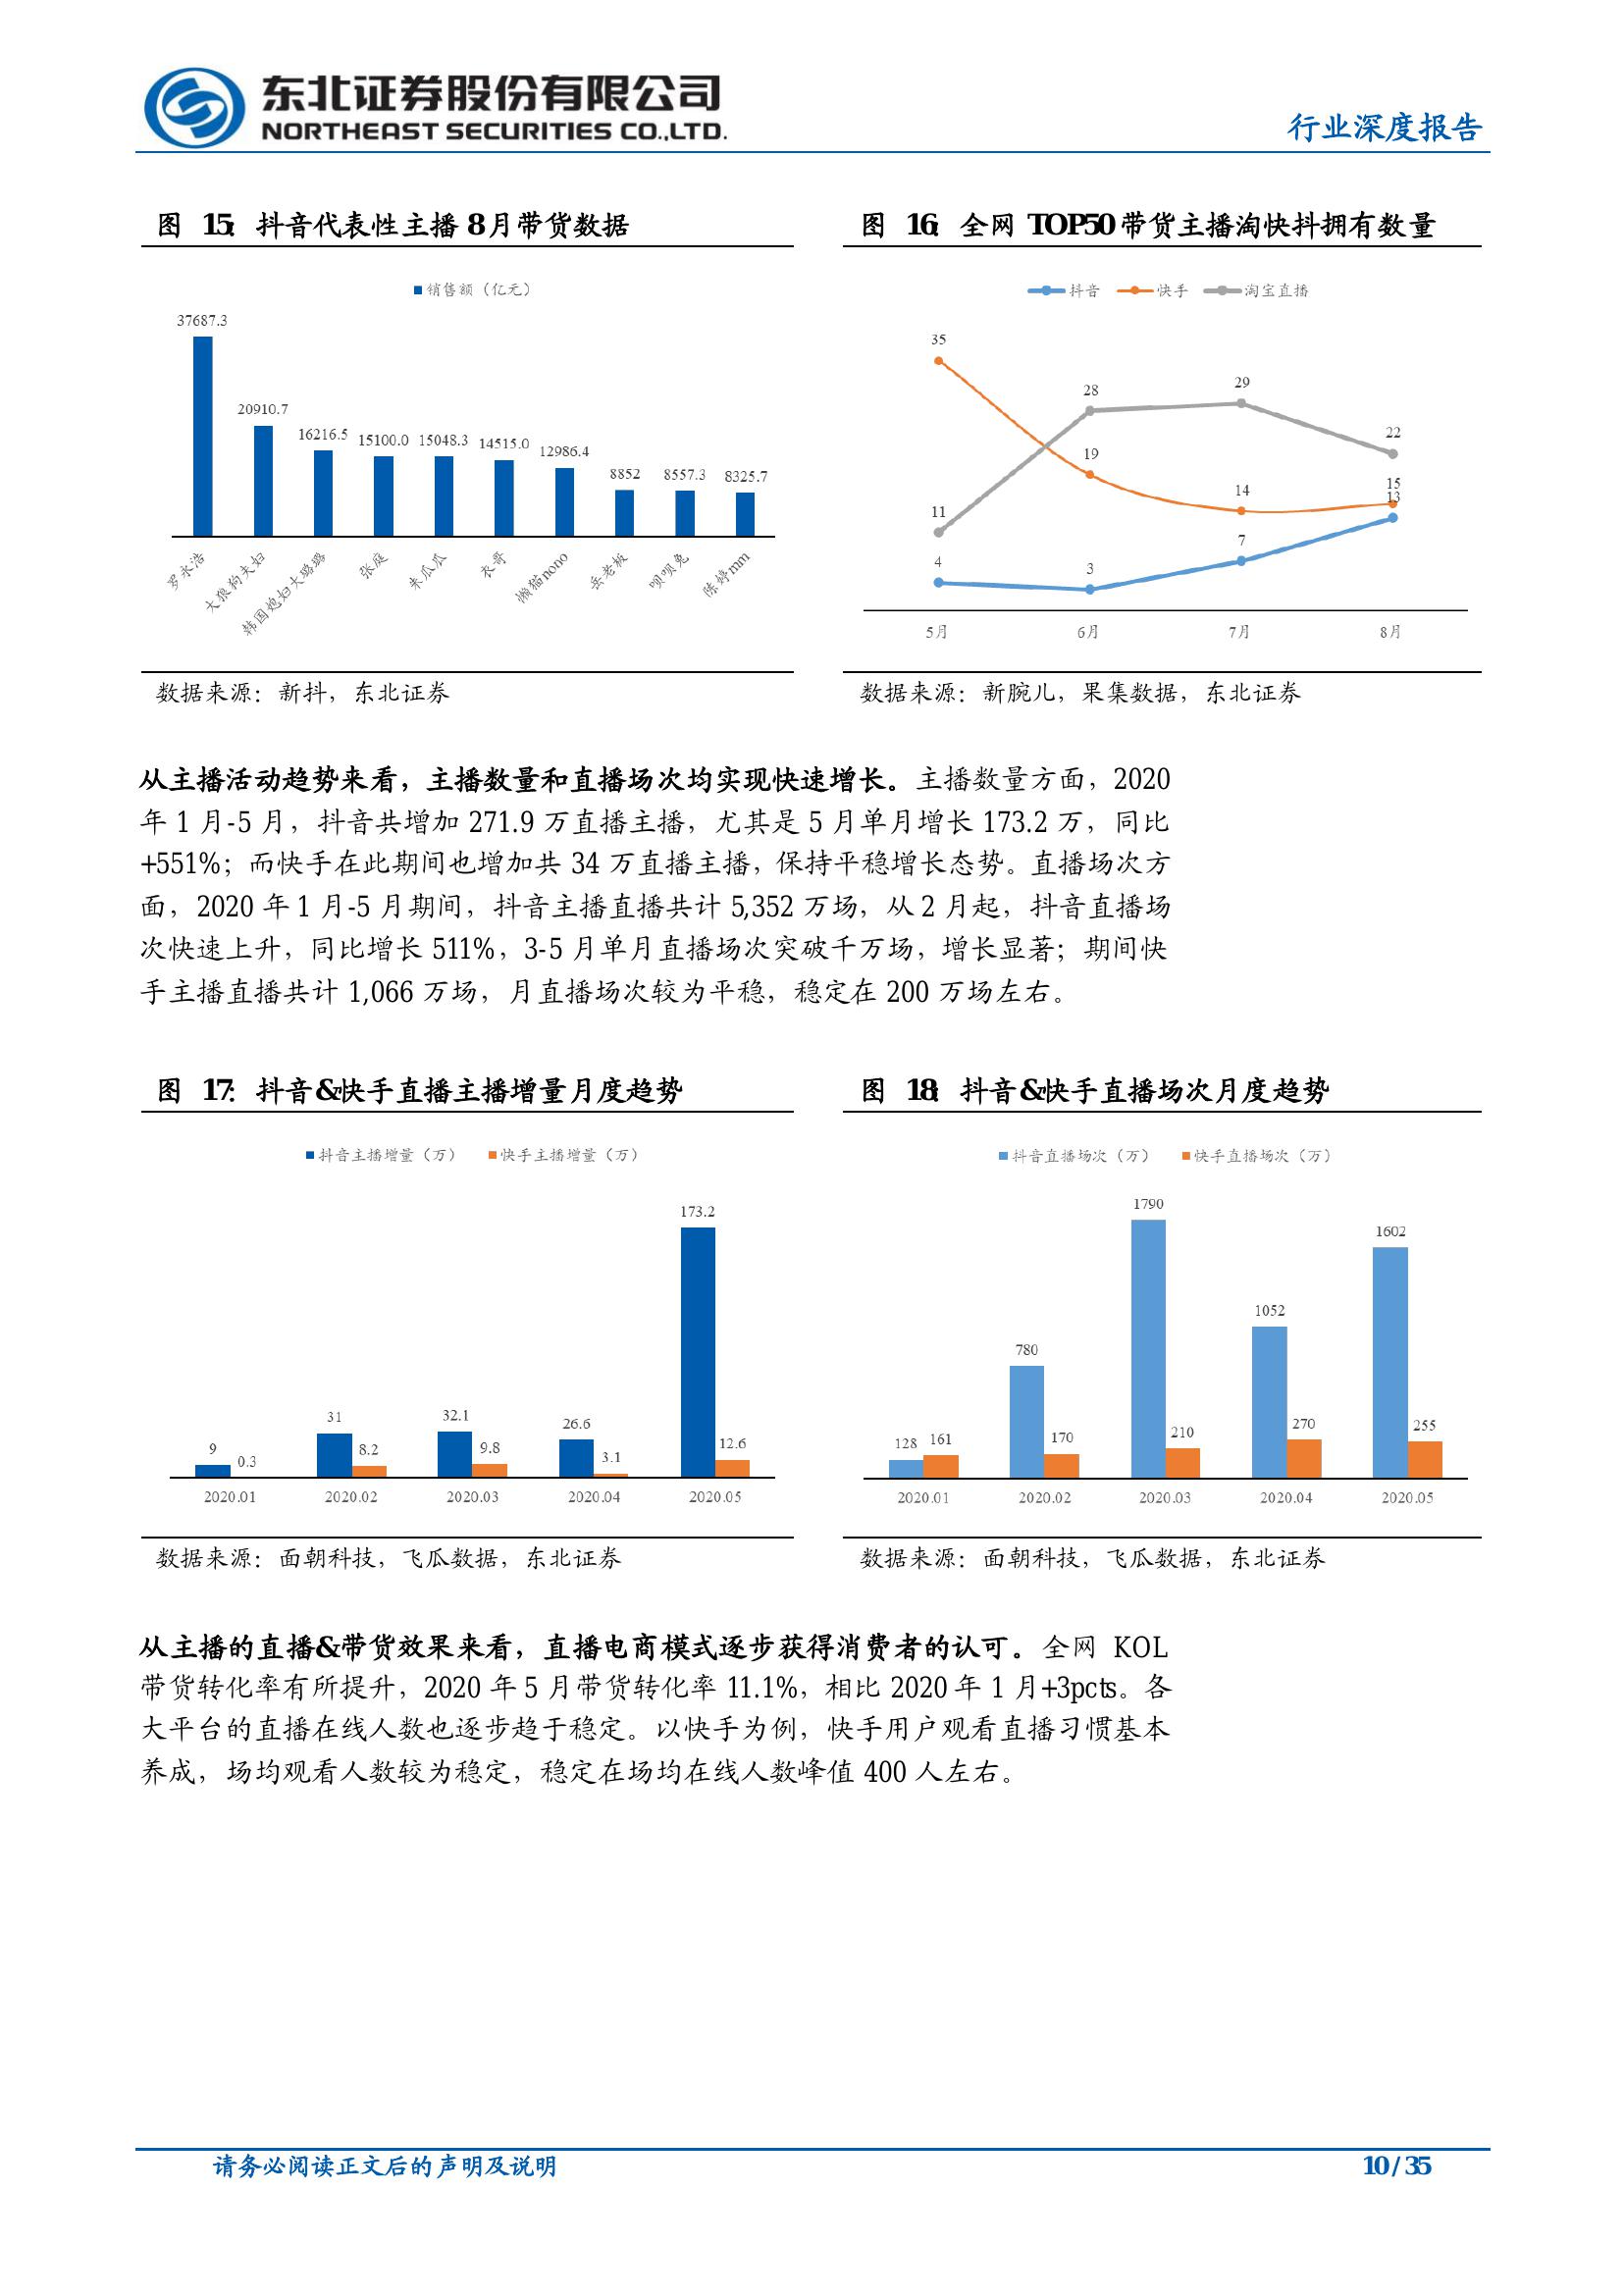 东北证券股份有限公司
NORTHEAST SECURITIES CO.,LTD.
行业深度报告
图 15: 抖音代表性主播 8 月带货数据
销售额（亿元）
37687.3
20910.7
16216.5
15100.0
15048.3
14515.0
12986.4
8852
8557.3
8325.7
罗永浩
大狼狗夫妇
韩国媳妇大璐璐
张庭
朱瓜瓜
衣哥
懒猫nono
岳老板
呗呗兔
陈婷mm
数据来源：新抖，东北证券
图 16: 全网 TOP50 带货主播淘快抖拥有数量
抖音 快手 淘宝直播
35
28
29
22
19
14
15
13
11
7
4
3
5月 6月 7月 8月
数据来源：新腕儿，果集数据，东北证券
从主播活动趋势来看，主播数量和直播场次均实现快速增长。主播数量方面，2020
年 1 月-5 月，抖音共增加 271.9 万直播主播，尤其是 5 月单月增长 173.2 万，同比
+551%；而快手在此期间也增加共 34 万直播主播，保持平稳增长态势。直播场次方
面，2020 年 1 月-5 月期间，抖音主播直播共计 5,352 万场，从 2 月起，抖音直播场
次快速上升，同比增长 511%，3-5 月单月直播场次突破千万场，增长显著；期间快
手主播直播共计 1,066 万场，月直播场次较为平稳，稳定在 200 万场左右。
图 17: 抖音&快手直播主播增量月度趋势
抖音主播增量（万） 快手主播增量（万）
173.2
31
32.1
26.6
9
0.3
8.2
9.8
3.1
12.6
2020.01 2020.02 2020.03 2020.04 2020.05
数据来源：面朝科技，飞瓜数据，东北证券
图 18: 抖音&快手直播场次月度趋势
抖音直播场次（万） 快手直播场次（万）
1790
1602
1052
780
128 161
170
210
270
255
2020.01 2020.02 2020.03 2020.04 2020.05
数据来源：面朝科技，飞瓜数据，东北证券
从主播的直播&带货效果来看，直播电商模式逐步获得消费者的认可。全网 KOL
带货转化率有所提升，2020 年 5 月带货转化率 11.1%，相比 2020 年 1 月+3pcts。各
大平台的直播在线人数也逐步趋于稳定。以快手为例，快手用户观看直播习惯基本
养成，场均观看人数较为稳定，稳定在场均在线人数峰值 400 人左右。
请务必阅读正文后的声明及说明
10 / 35